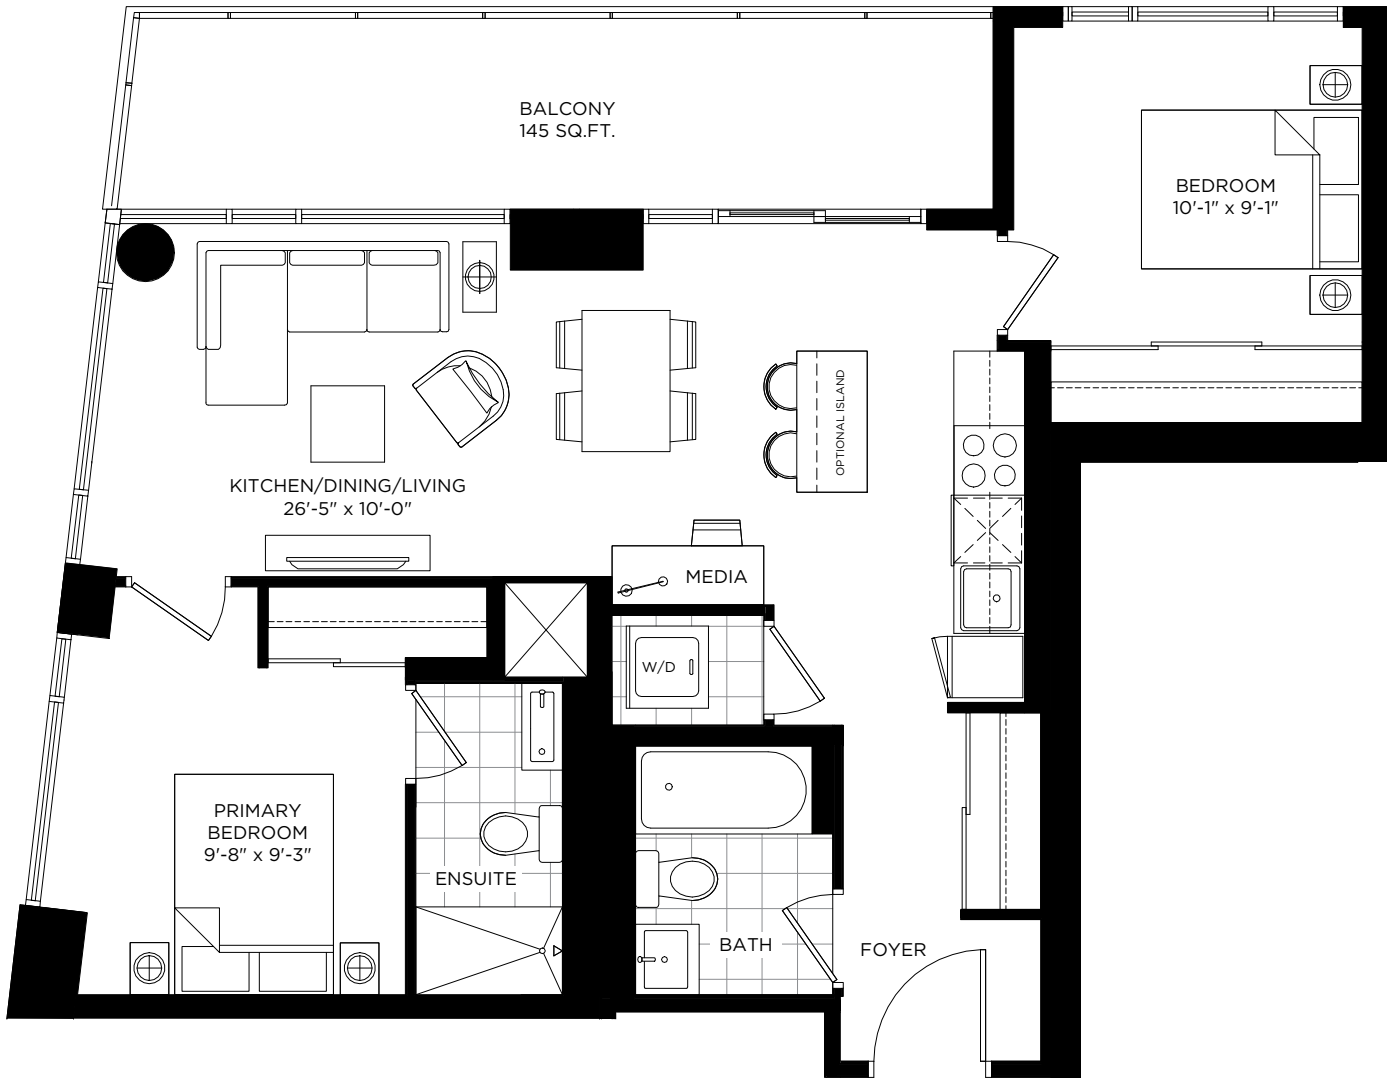 BALCONY
145 SQ.FT.
BEDROOM
10'-1" x 9'-1"
OPTIONAL ISLAND
KITCHEN/DINING/LIVING
26'-5" x 10'-0"
MEDIA
W/D
PRIMARY
BEDROOM
9'-8" x 9'-3"
ENSUITE
BATH
FOYER